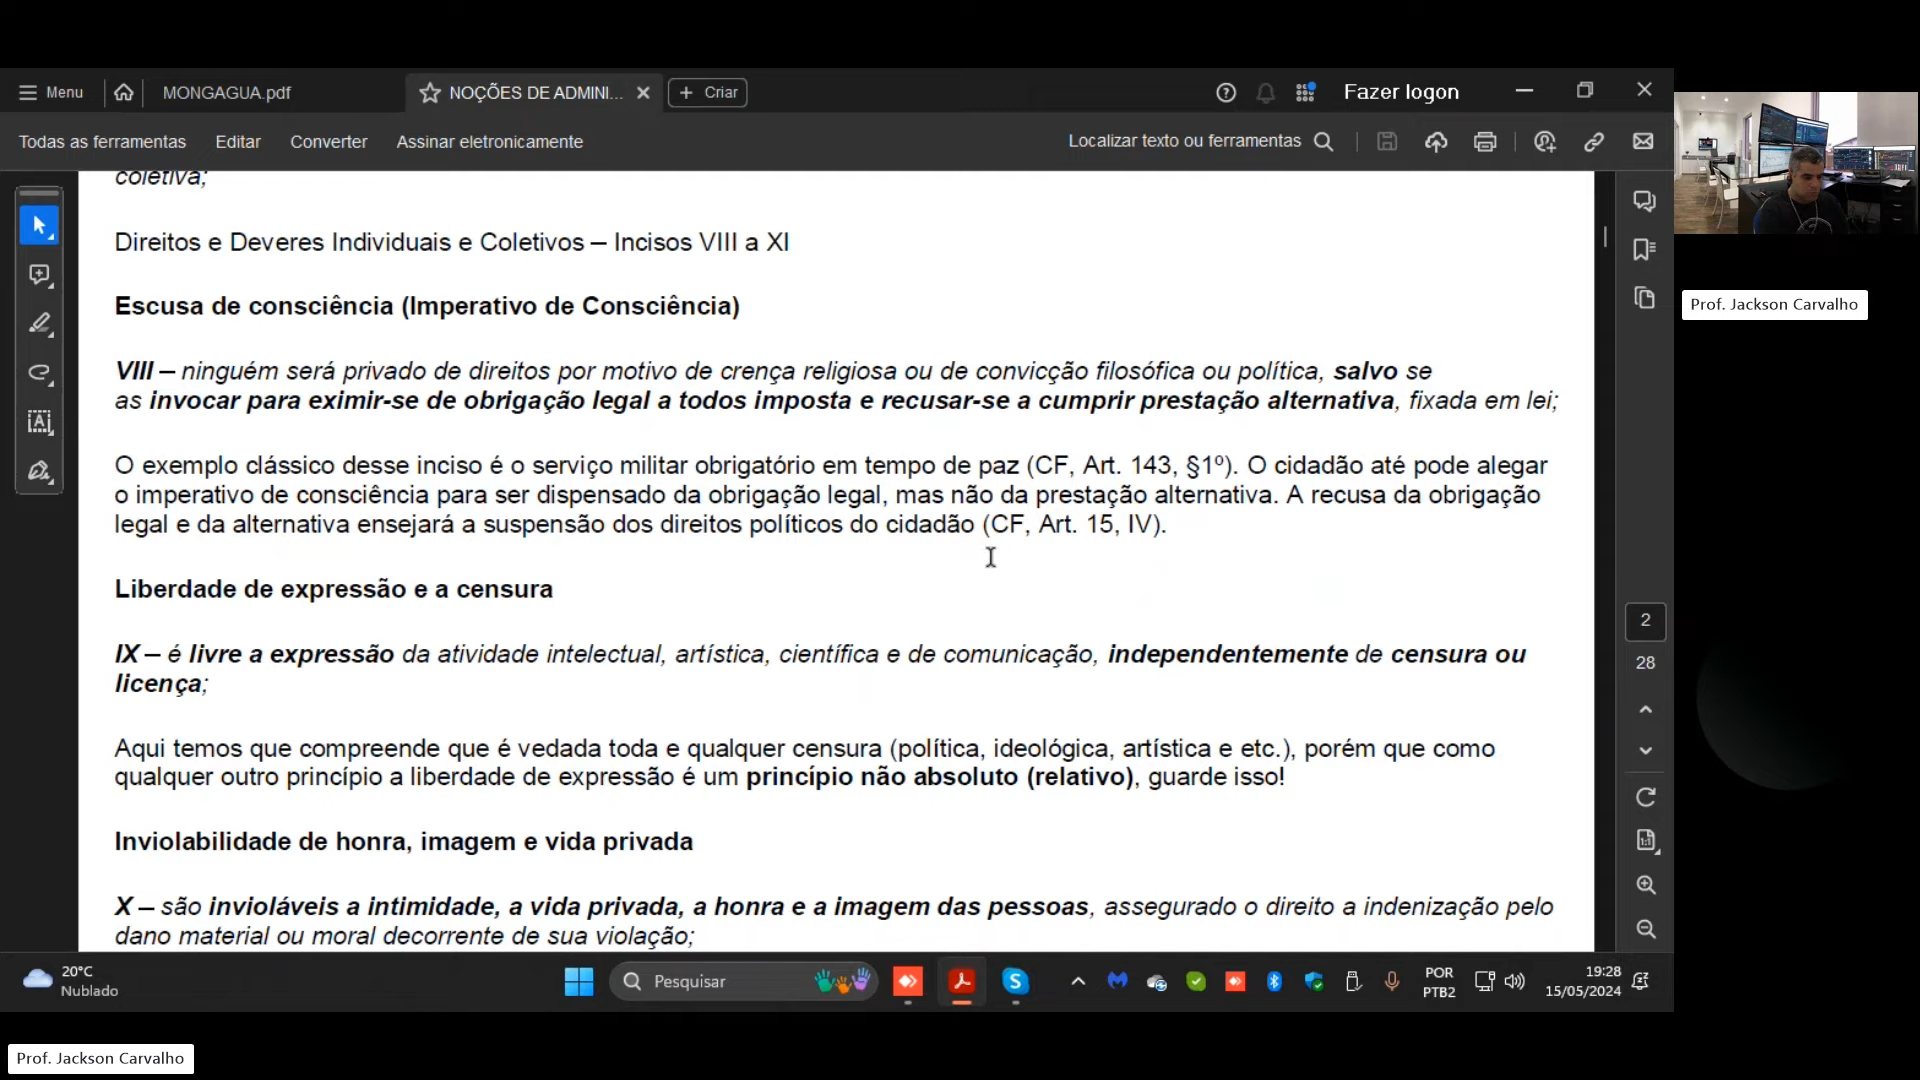 Menu
MONGAGUA.pdf
NOÇÕES DE ADMINI...
Criar
Fazer logon
Todas as ferramentas
Editar
Converter
Assinar eletronicamente
Localizar texto ou ferramentas
coletiva;
Direitos e Deveres Individuais e Coletivos – Incisos VIII a XI
Escusa de consciência (Imperativo de Consciência)
VIII – ninguém será privado de direitos por motivo de crença religiosa ou de convicção filosófica ou política, salvo se
as invocar para eximir-se de obrigação legal a todos imposta e recusar-se a cumprir prestação alternativa, fixada em lei;
O exemplo clássico desse inciso é o serviço militar obrigatório em tempo de paz (CF, Art. 143, §1º). O cidadão até pode alegar
o imperativo de consciência para ser dispensado da obrigação legal, mas não da prestação alternativa. A recusa da obrigação
legal e da alternativa ensejará a suspensão dos direitos políticos do cidadão (CF, Art. 15, IV).
Liberdade de expressão e a censura
IX – é livre a expressão da atividade intelectual, artística, científica e de comunicação, independentemente de censura ou
licença;
Aqui temos que compreende que é vedada toda e qualquer censura (política, ideológica, artística e etc.), porém que como
qualquer outro princípio a liberdade de expressão é um princípio não absoluto (relativo), guarde isso!
Inviolabilidade de honra, imagem e vida privada
X – são invioláveis a intimidade, a vida privada, a honra e a imagem das pessoas, assegurado o direito a indenização pelo
dano material ou moral decorrente de sua violação;
2
28
Prof. Jackson Carvalho
20°C
Nublado
Pesquisar
POR
PTB2
19:28
15/05/2024
Prof. Jackson Carvalho